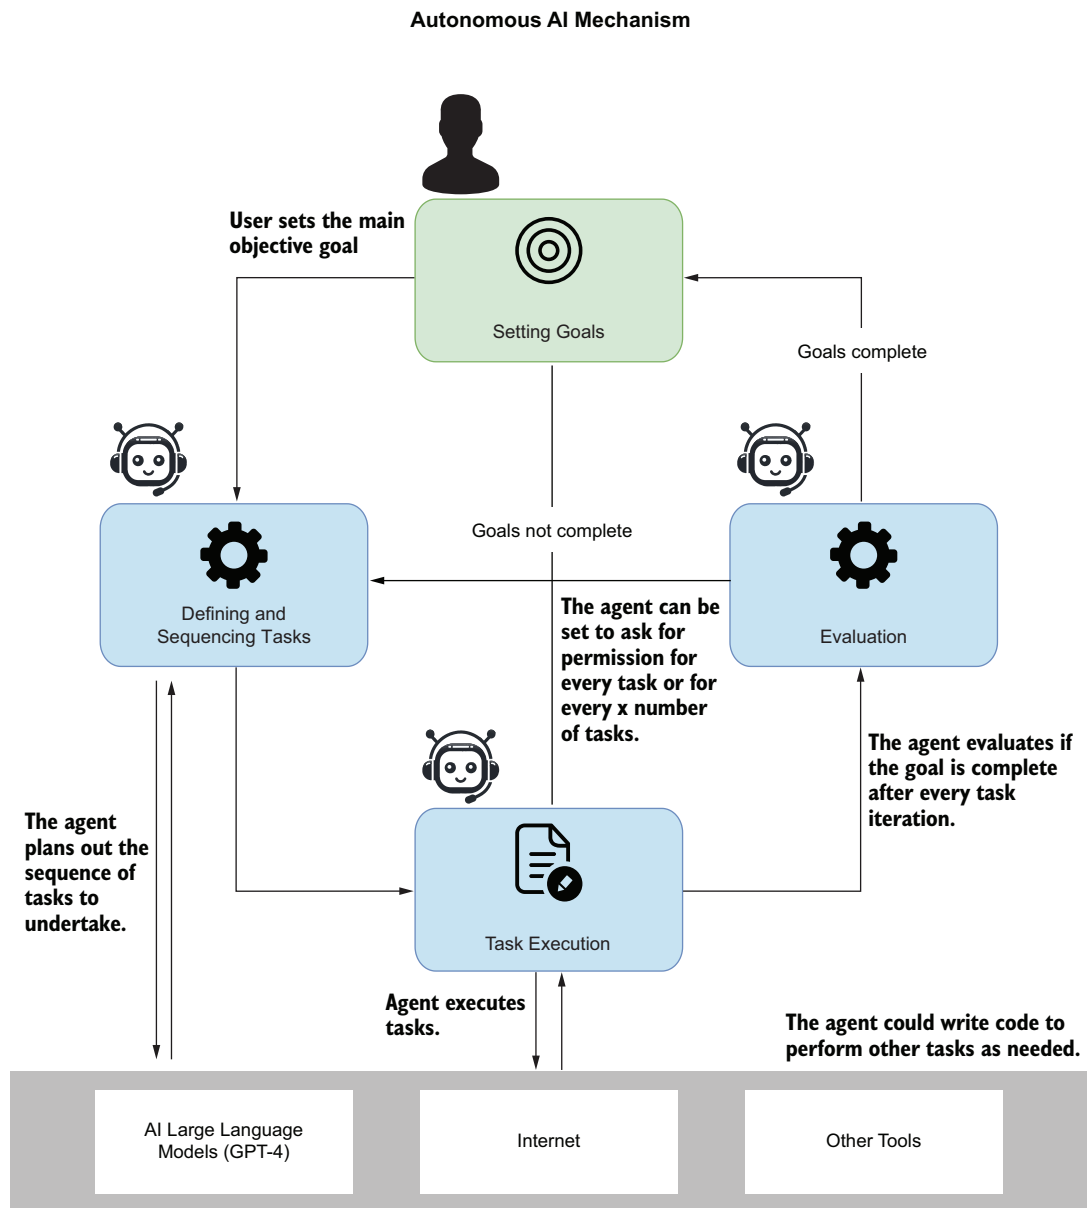 Autonomous AI Mechanism
User sets the main
objective goal
Setting Goals
Goals complete
Goals not complete
Defining and
Sequencing Tasks
The agent can be
set to ask for
permission for
every task or for
every x number
of tasks.
Evaluation
The agent evaluates if
the goal is complete
after every task
iteration.
The agent
plans out the
sequence of
tasks to
undertake.
Task Execution
Agent executes
tasks.
The agent could write code to
perform other tasks as needed.
AI Large Language
Models (GPT-4)
Internet
Other Tools